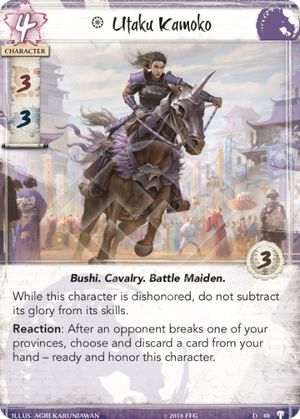 4
CHARACTER
Utaku Kamoko
3
3
3
Bushi. Cavalry. Battle Maiden.
While this character is dishonored, do not subtract
its glory from its skills.
Reaction: After an opponent breaks one of your
provinces, choose and discard a card from your
hand – ready and honor this character.
ILLUS. AGRI KARUNIAWAN
© 2018 FFG
D